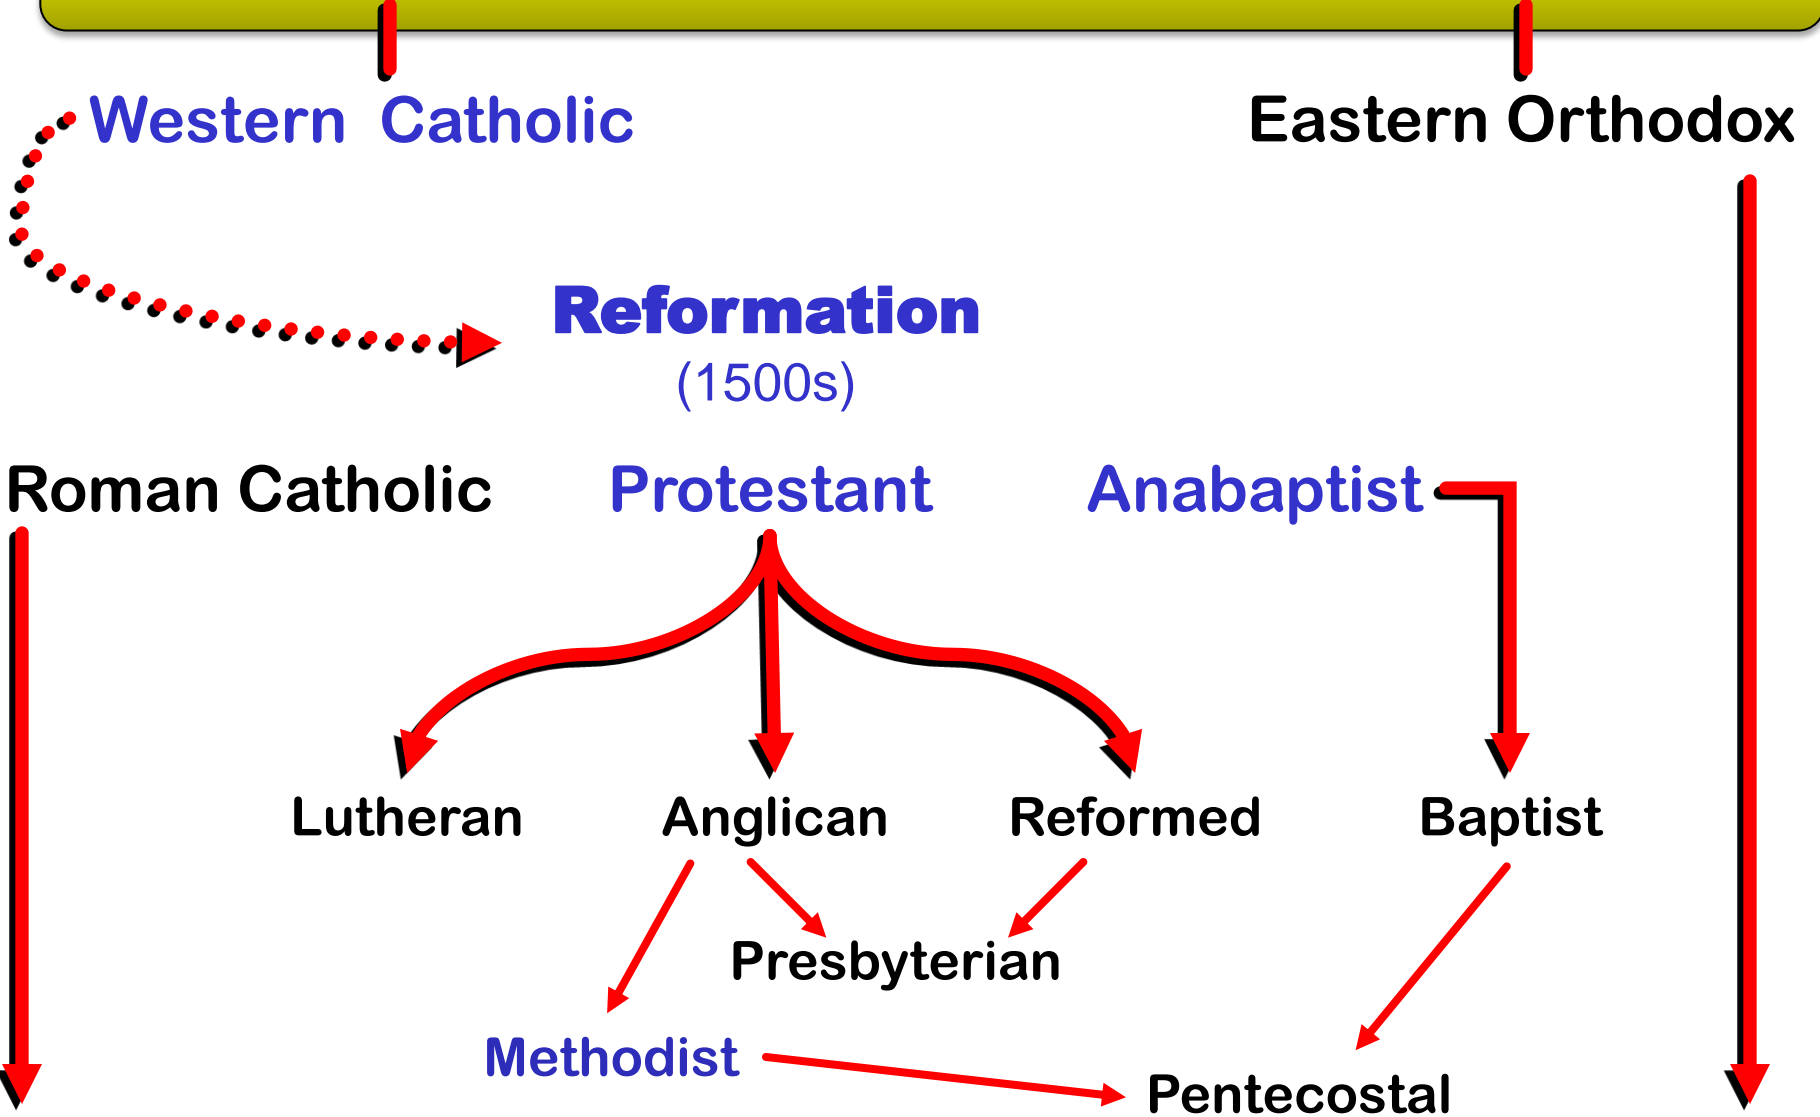 Western Catholic
Eastern Orthodox
Reformation
(1500s)
Roman Catholic
Protestant
Anabaptist
Lutheran
Anglican
Reformed
Baptist
Presbyterian
Methodist
Pentecostal